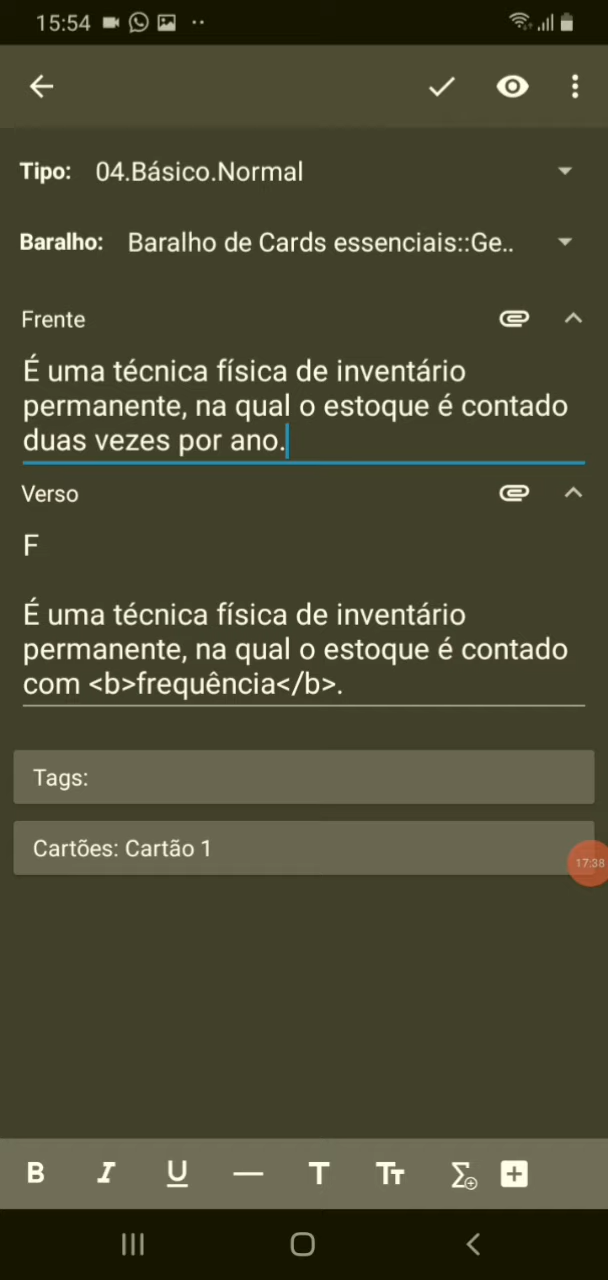 15:54
Tipo: 04.Básico.Normal
Baralho: Baralho de Cards essenciais::Ge..
Frente
É uma técnica física de inventário
permanente, na qual o estoque é contado
duas vezes por ano.
Verso
F
É uma técnica física de inventário
permanente, na qual o estoque é contado
com <b>frequência</b>.
Tags:
Cartões: Cartão 1
17:38
B I U T TT